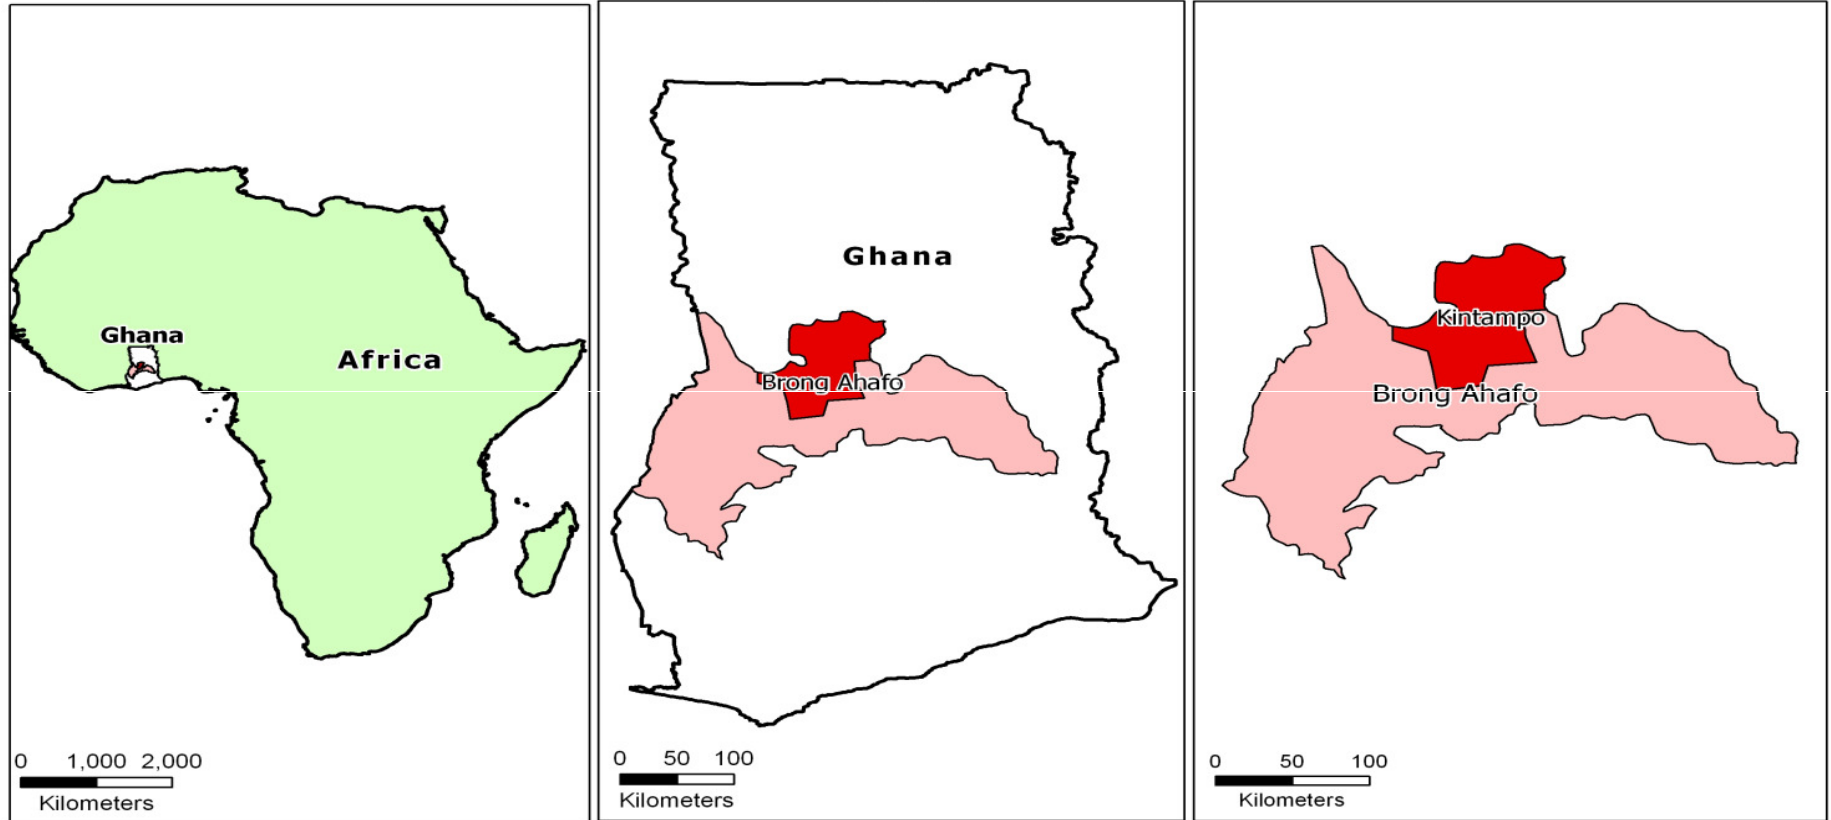 Ghana
Africa
0 1,000 2,000
Kilometers
Ghana
Brong Ahafo
0 50 100
Kilometers
Kintampo
Brong Ahafo
0 50 100
Kilometers